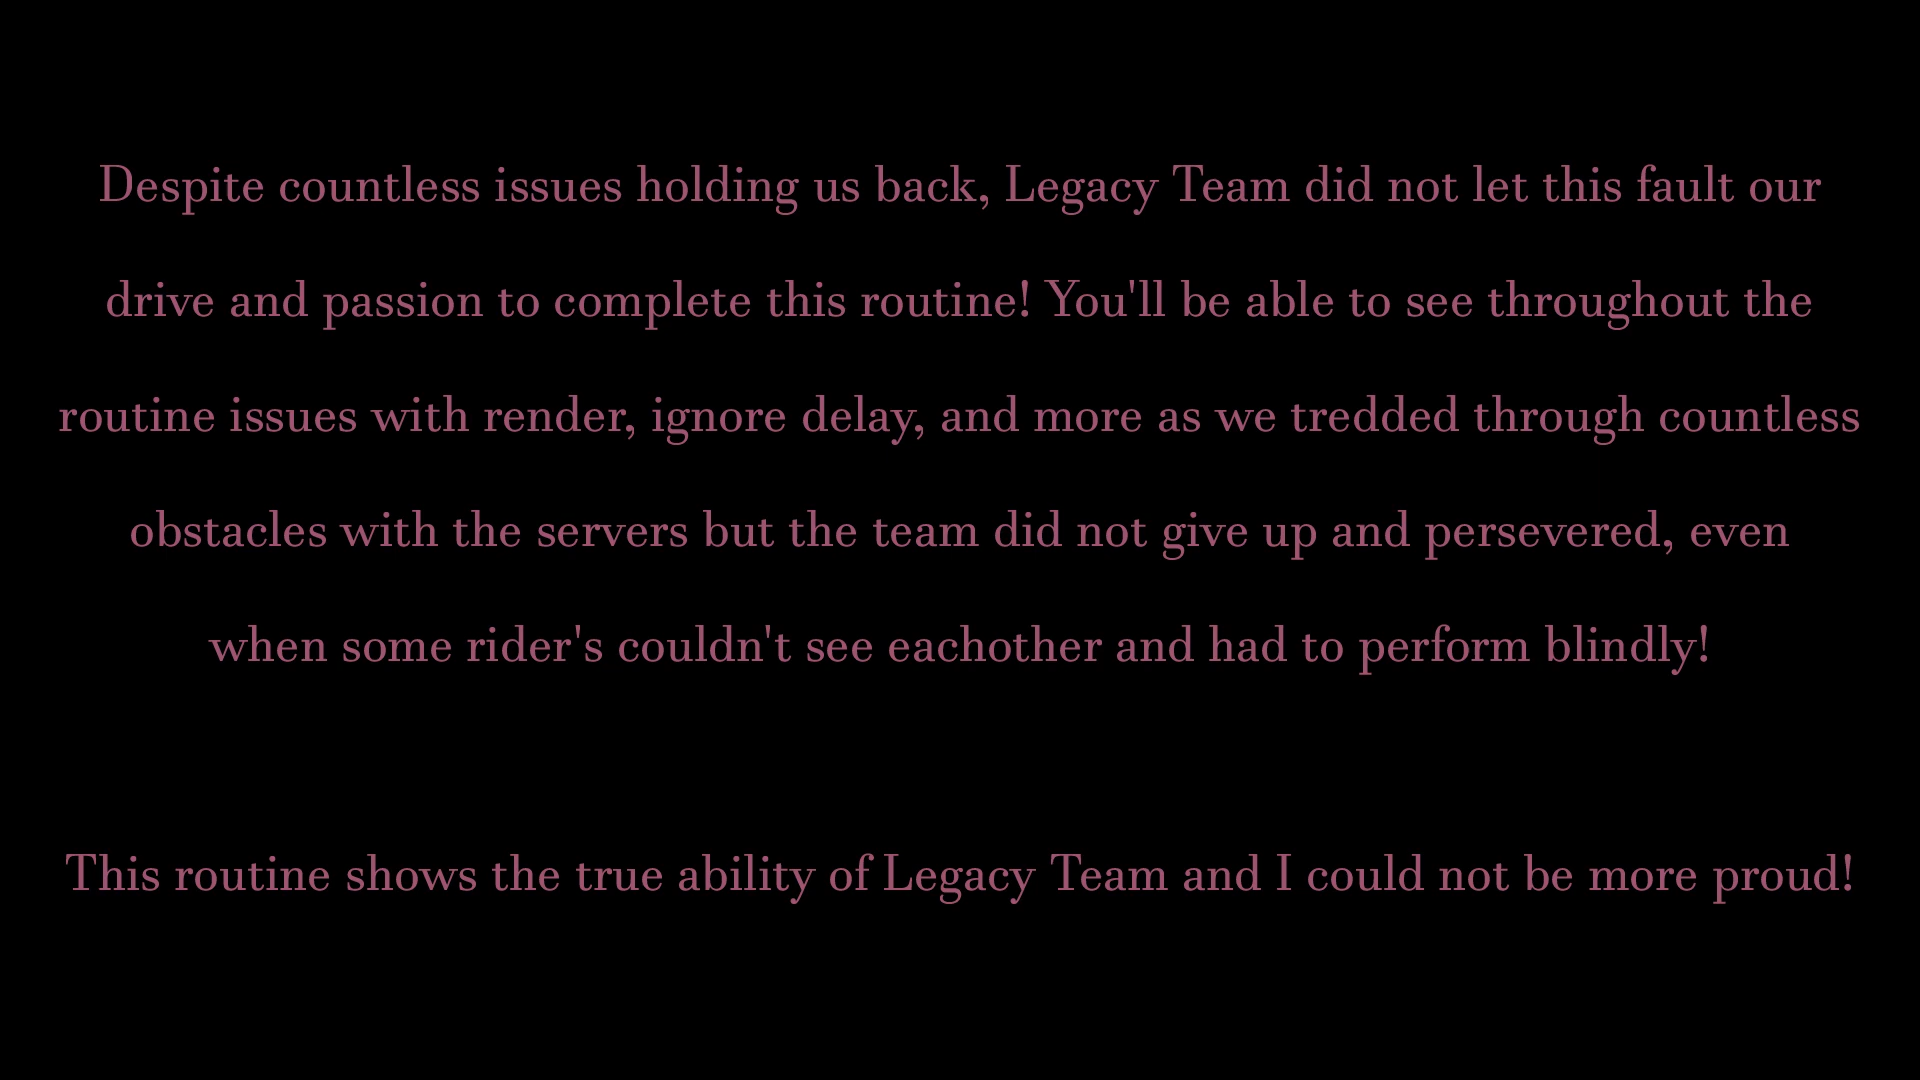 Despite countless issues holding us back, Legacy Team did not let this fault our
drive and passion to complete this routine! You'll be able to see throughout the
routine issues with render, ignore delay, and more as we tredded through countless
obstacles with the servers but the team did not give up and persevered, even
when some rider's couldn't see eachother and had to perform blindly!
This routine shows the true ability of Legacy Team and I could not be more proud!